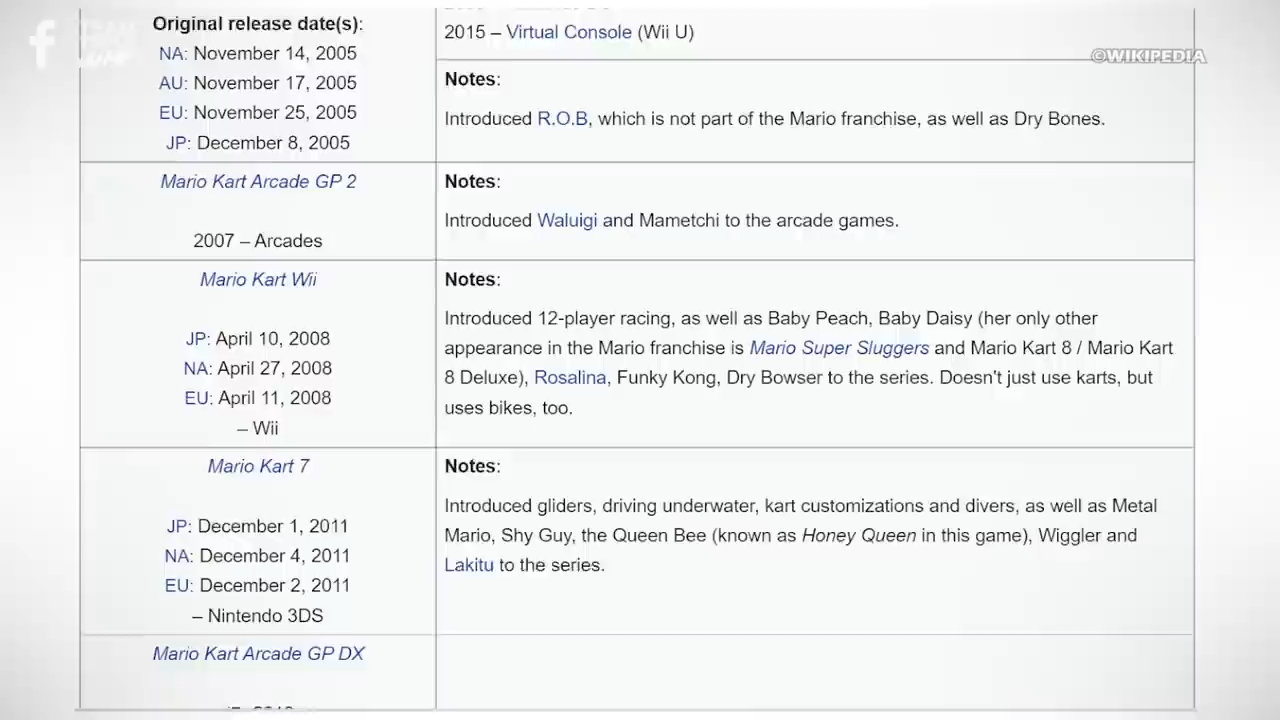 Original release date(s):
NA: November 14, 2005
AU: November 17, 2005
EU: November 25, 2005
JP: December 8, 2005
2015 – Virtual Console (Wii U)
Notes:
Introduced R.O.B, which is not part of the Mario franchise, as well as Dry Bones.
©WIKIPEDIA
Mario Kart Arcade GP 2
2007 – Arcades
Notes:
Introduced Waluigi and Mametchi to the arcade games.
Mario Kart Wii
JP: April 10, 2008
NA: April 27, 2008
EU: April 11, 2008
– Wii
Notes:
Introduced 12-player racing, as well as Baby Peach, Baby Daisy (her only other
appearance in the Mario franchise is Mario Super Sluggers and Mario Kart 8 / Mario Kart
8 Deluxe), Rosalina, Funky Kong, Dry Bowser to the series. Doesn't just use karts, but
uses bikes, too.
Mario Kart 7
JP: December 1, 2011
NA: December 4, 2011
EU: December 2, 2011
– Nintendo 3DS
Notes:
Introduced gliders, driving underwater, kart customizations and divers, as well as Metal
Mario, Shy Guy, the Queen Bee (known as Honey Queen in this game), Wiggler and
Lakitu to the series.
Mario Kart Arcade GP DX